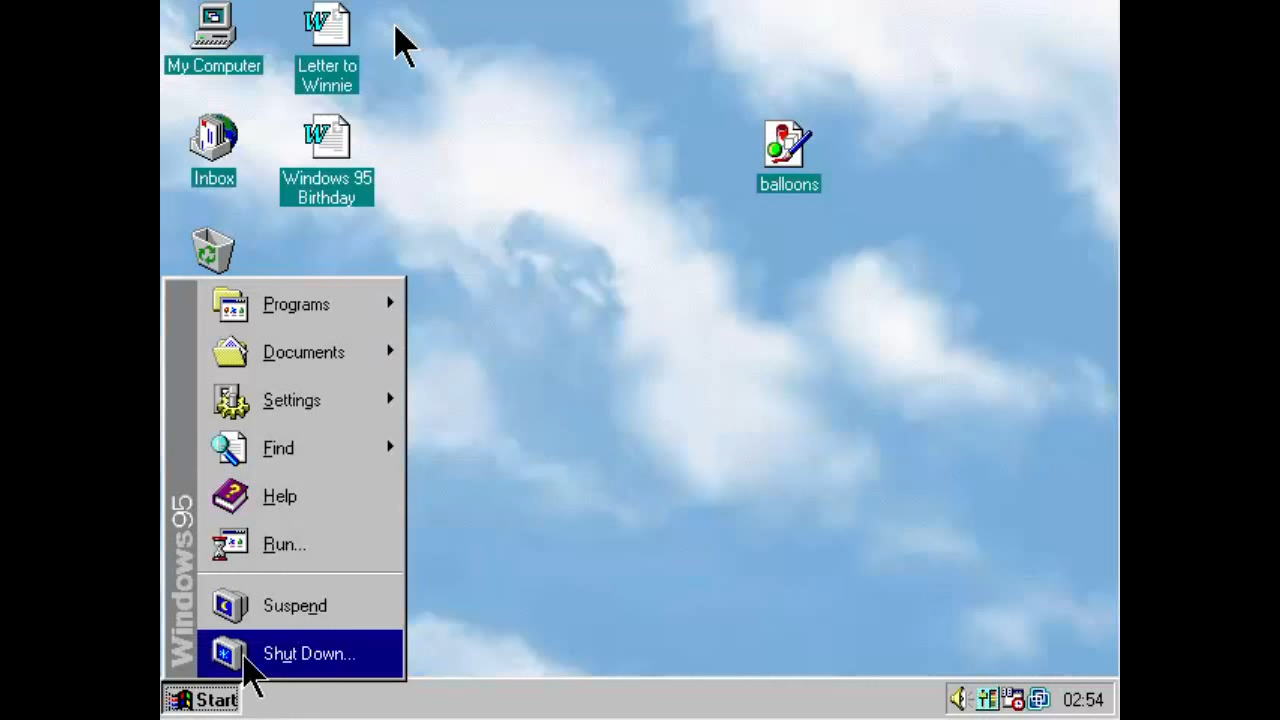 My Computer
Letter to
Winnie
Inbox
Windows 95
Birthday
balloons
Programs
Documents
Settings
Find
Help
Run...
Suspend
Shut Down...
Windows95
Start
02:54